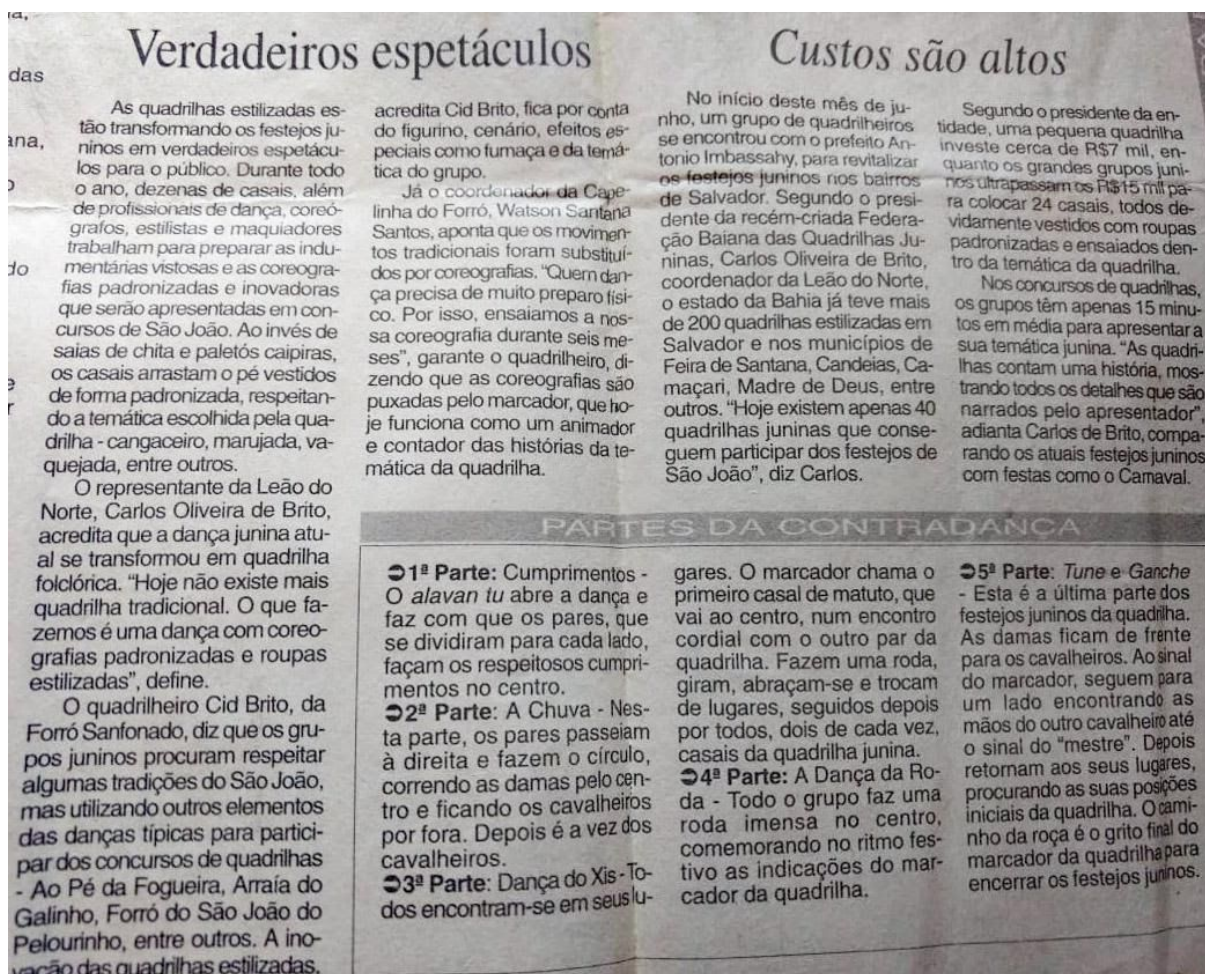 das
ana,
do
Verdadeiros espetáculos
As quadrilhas estilizadas es-
tão transformando os festejos ju-
ninos em verdadeiros espetácu-
los para o público. Durante todo
o ano, dezenas de casais, além
de profissionais de dança, coreó-
grafos, estilistas e maquiadores
trabalham para preparar as indu-
mentárias vistosas e as coreogra-
fias padronizadas e inovadoras
que serão apresentadas em con-
cursos de São João. Ao invés de
saias de chita e paletós caipiras,
os casais arrastam o pé vestidos
de forma padronizada, respeitan-
do a temática escolhida pela qua-
drilha - cangaceiro, marujada, va-
quejada, entre outros.
O representante da Leão do
Norte, Carlos Oliveira de Brito,
acredita que a dança junina atu-
al se transformou em quadrilha
folclórica. “Hoje não existe mais
quadrilha tradicional. O que fa-
zemos é uma dança com coreo-
grafias padronizadas e roupas
estilizadas”, define.
O quadrilheiro Cid Brito, da
Forró Sanfonado, diz que os gru-
pos juninos procuram respeitar
algumas tradições do São João,
mas utilizando outros elementos
das danças típicas para partici-
par dos concursos de quadrilhas
- Ao Pé da Fogueira, Arraía do
Galinho, Forró do São João do
Pelourinho, entre outros. A ino-
vação das quadrilhas estilizadas,
acredita Cid Brito, fica por conta
do figurino, cenário, efeitos es-
peciais como fumaça e da temá-
tica do grupo.
Já o coordenador da Cape-
linha do Forró, Watson Santana
Santos, aponta que os movimen-
tos tradicionais foram substituí-
dos por coreografias. “Quem dan-
ça precisa de muito preparo físi-
co. Por isso, ensaiamos a nos-
sa coreografia durante seis me-
ses”, garante o quadrilheiro, di-
zendo que as coreografias são
puxadas pelo marcador, que ho-
je funciona como um animador
e contador das histórias da te-
mática da quadrilha.
Custos são altos
No início deste mês de ju-
nho, um grupo de quadrilheiros
se encontrou com o prefeito An-
tonio Imbassahy, para revitalizar
os festejos juninos nos bairros
de Salvador. Segundo o presi-
dente da recém-criada Federa-
ção Baiana das Quadrilhas Ju-
ninas, Carlos Oliveira de Brito,
coordenador da Leão do Norte,
o estado da Bahia já teve mais
de 200 quadrilhas estilizadas em
Salvador e nos municípios de
Feira de Santana, Candeias, Ca-
maçari, Madre de Deus, entre
outros. “Hoje existem apenas 40
quadrilhas juninas que conse-
guem participar dos festejos de
São João”, diz Carlos.
Segundo o presidente da en-
tidade, uma pequena quadrilha
investe cerca de R$7 mil, en-
quanto os grandes grupos juni-
nos ultrapassam os R$15 mil pa-
ra colocar 24 casais, todos de-
vidamente vestidos com roupas
padronizadas e ensaiados den-
tro da temática da quadrilha.
Nos concursos de quadrilhas,
os grupos têm apenas 15 minu-
tos em média para apresentar a
sua temática junina. “As quadri-
lhas contam uma história, mos-
trando todos os detalhes que são
narrados pelo apresentador”,
adianta Carlos de Brito, compa-
rando os atuais festejos juninos
com festas como o Carnaval.
PARTES DA CONTRADANÇA
➲1ª Parte: Cumprimentos -
O alavan tu abre a dança e
faz com que os pares, que
se dividiram para cada lado,
façam os respeitosos cumpri-
mentos no centro.
➲2ª Parte: A Chuva - Nes-
ta parte, os pares passeiam
à direita e fazem o círculo,
correndo as damas pelo cen-
tro e ficando os cavalheiros
por fora. Depois é a vez dos
cavalheiros.
➲3ª Parte: Dança do Xis - To-
dos encontram-se em seus lu-
gares. O marcador chama o
primeiro casal de matuto, que
vai ao centro, num encontro
cordial com o outro par da
quadrilha. Fazem uma roda,
giram, abraçam-se e trocam
de lugares, seguidos depois
por todos, dois de cada vez,
casais da quadrilha junina.
➲4ª Parte: A Dança da Ro-
da - Todo o grupo faz uma
roda imensa no centro,
comemorando no ritmo fes-
tivo as indicações do mar-
cador da quadrilha.
➲5ª Parte: Tune e Ganche
- Esta é a última parte dos
festejos juninos da quadrilha.
As damas ficam de frente
para os cavalheiros. Ao sinal
do marcador, seguem para
um lado encontrando as
mãos do outro cavalheiro até
o sinal do “mestre”. Depois
retornam aos seus lugares,
procurando as suas posições
iniciais da quadrilha. O cami-
nho da roça é o grito final do
marcador da quadrilha para
encerrar os festejos juninos.